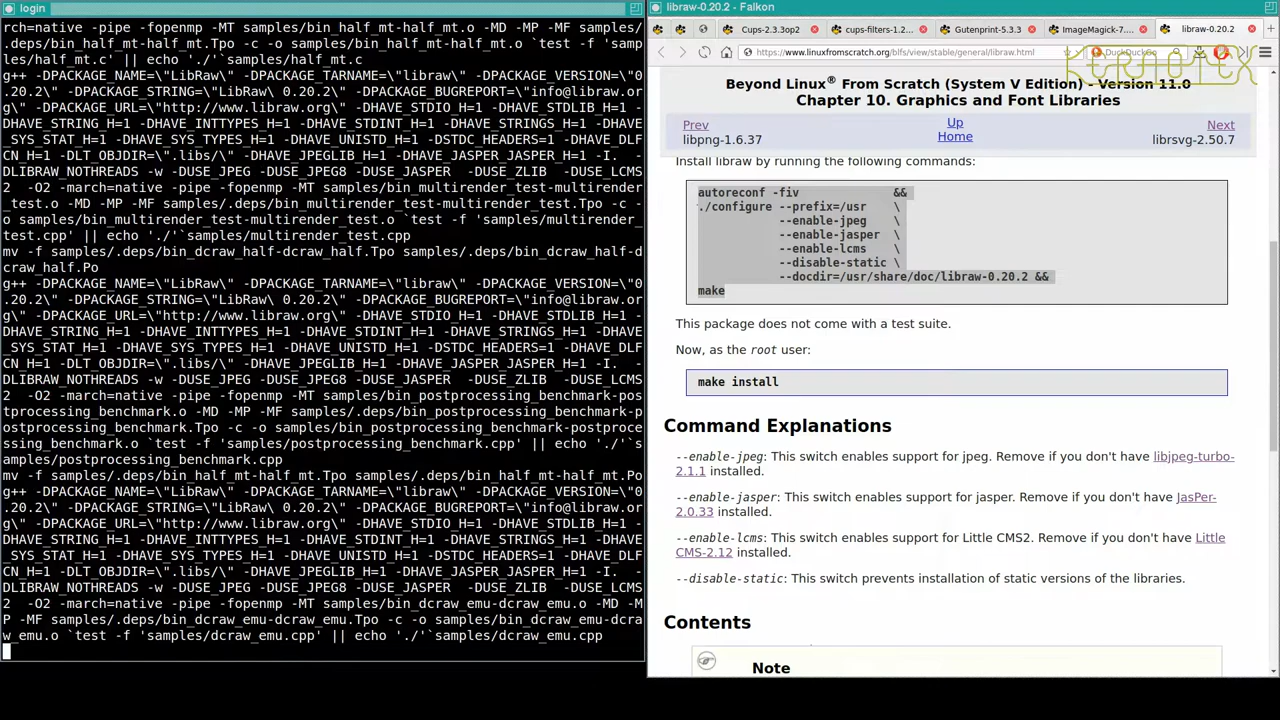 login
rch=native -pipe -fopenmp -MT samples/bin_half_mt-half_mt.o -MD -MP -MF samples/
.deps/bin_half_mt-half_mt.Tpo -c -o samples/bin_half_mt-half_mt.o `test -f 'samp
les/half_mt.c' || echo './'`samples/half_mt.c
g++ -DPACKAGE_NAME=\"LibRaw\" -DPACKAGE_TARNAME=\"libraw\" -DPACKAGE_VERSION=\"0
.20.2\" -DPACKAGE_STRING=\"LibRaw\ 0.20.2\" -DPACKAGE_BUGREPORT=\"info@libraw.or
g\" -DPACKAGE_URL=\"http://www.libraw.org\" -DHAVE_STDIO_H=1 -DHAVE_STDLIB_H=1 -
DHAVE_STRING_H=1 -DHAVE_INTTYPES_H=1 -DHAVE_STDINT_H=1 -DHAVE_STRINGS_H=1 -DHAVE
_SYS_STAT_H=1 -DHAVE_SYS_TYPES_H=1 -DHAVE_UNISTD_H=1 -DSTDC_HEADERS=1 -DHAVE_DLF
CN_H=1 -DLT_OBJDIR=\".libs/\" -DHAVE_JPEGLIB_H=1 -DHAVE_JASPER_JASPER_H=1 -I. -
DLIBRAW_NOTHREADS -w -DUSE_JPEG -DUSE_JPEG8 -DUSE_JASPER  -DUSE_ZLIB  -DUSE_LCMS
2  -O2 -march=native -pipe -fopenmp -MT samples/bin_multirender_test-multirender
_test.o -MD -MP -MF samples/.deps/bin_multirender_test-multirender_test.Tpo -c -
o samples/bin_multirender_test-multirender_test.o `test -f 'samples/multirender_
test.cpp' || echo './'`samples/multirender_test.cpp
mv -f samples/.deps/bin_dcraw_half-dcraw_half.Tpo samples/.deps/bin_dcraw_half-d
craw_half.Po
g++ -DPACKAGE_NAME=\"LibRaw\" -DPACKAGE_TARNAME=\"libraw\" -DPACKAGE_VERSION=\"0
.20.2\" -DPACKAGE_STRING=\"LibRaw\ 0.20.2\" -DPACKAGE_BUGREPORT=\"info@libraw.or
g\" -DPACKAGE_URL=\"http://www.libraw.org\" -DHAVE_STDIO_H=1 -DHAVE_STDLIB_H=1 -
DHAVE_STRING_H=1 -DHAVE_INTTYPES_H=1 -DHAVE_STDINT_H=1 -DHAVE_STRINGS_H=1 -DHAVE
_SYS_STAT_H=1 -DHAVE_SYS_TYPES_H=1 -DHAVE_UNISTD_H=1 -DSTDC_HEADERS=1 -DHAVE_DLF
CN_H=1 -DLT_OBJDIR=\".libs/\" -DHAVE_JPEGLIB_H=1 -DHAVE_JASPER_JASPER_H=1 -I. -
DLIBRAW_NOTHREADS -w -DUSE_JPEG -DUSE_JPEG8 -DUSE_JASPER  -DUSE_ZLIB  -DUSE_LCMS
2  -O2 -march=native -pipe -fopenmp -MT samples/bin_postprocessing_benchmark-pos
tprocessing_benchmark.o -MD -MP -MF samples/.deps/bin_postprocessing_benchmark-p
ostprocessing_benchmark.Tpo -c -o samples/bin_postprocessing_benchmark-postproce
ssing_benchmark.o `test -f 'samples/postprocessing_benchmark.cpp' || echo './'`s
amples/postprocessing_benchmark.cpp
mv -f samples/.deps/bin_half_mt-half_mt.Tpo samples/.deps/bin_half_mt-half_mt.Po
g++ -DPACKAGE_NAME=\"LibRaw\" -DPACKAGE_TARNAME=\"libraw\" -DPACKAGE_VERSION=\"0
.20.2\" -DPACKAGE_STRING=\"LibRaw\ 0.20.2\" -DPACKAGE_BUGREPORT=\"info@libraw.or
g\" -DPACKAGE_URL=\"http://www.libraw.org\" -DHAVE_STDIO_H=1 -DHAVE_STDLIB_H=1 -
DHAVE_STRING_H=1 -DHAVE_INTTYPES_H=1 -DHAVE_STDINT_H=1 -DHAVE_STRINGS_H=1 -DHAVE
_SYS_STAT_H=1 -DHAVE_SYS_TYPES_H=1 -DHAVE_UNISTD_H=1 -DSTDC_HEADERS=1 -DHAVE_DLF
CN_H=1 -DLT_OBJDIR=\".libs/\" -DHAVE_JPEGLIB_H=1 -DHAVE_JASPER_JASPER_H=1 -I. -
DLIBRAW_NOTHREADS -w -DUSE_JPEG -DUSE_JPEG8 -DUSE_JASPER  -DUSE_ZLIB  -DUSE_LCMS
2  -O2 -march=native -pipe -fopenmp -MT samples/bin_dcraw_emu-dcraw_emu.o -MD -M
P -MF samples/.deps/bin_dcraw_emu-dcraw_emu.Tpo -c -o samples/bin_dcraw_emu-dcra
w_emu.o `test -f 'samples/dcraw_emu.cpp' || echo './'`samples/dcraw_emu.cpp
libraw-0.20.2 - Falkon
Cups-2.3.3op2 cups-filters-1.2... Gutenprint-5.3.3 ImageMagick-7.... libraw-0.20.2
https://www.linuxfromscratch.org/blfs/view/stable/general/libraw.html DuckDuckGo
KERNOTEX
Beyond Linux® From Scratch (System V Edition) - Version 11.0
Chapter 10. Graphics and Font Libraries
Prev Up Next
libpng-1.6.37 Home librsvg-2.50.7
Install libraw by running the following commands:
autoreconf -fiv              &&
./configure --prefix=/usr    \
            --enable-jpeg    \
            --enable-jasper  \
            --enable-lcms    \
            --disable-static \
            --docdir=/usr/share/doc/libraw-0.20.2 &&
make
This package does not come with a test suite.
Now, as the root user:
make install
Command Explanations
--enable-jpeg: This switch enables support for jpeg. Remove if you don't have libjpeg-turbo-
2.1.1 installed.
--enable-jasper: This switch enables support for jasper. Remove if you don't have JasPer-
2.0.33 installed.
--enable-lcms: This switch enables support for Little CMS2. Remove if you don't have Little
CMS-2.12 installed.
--disable-static: This switch prevents installation of static versions of the libraries.
Contents
Note